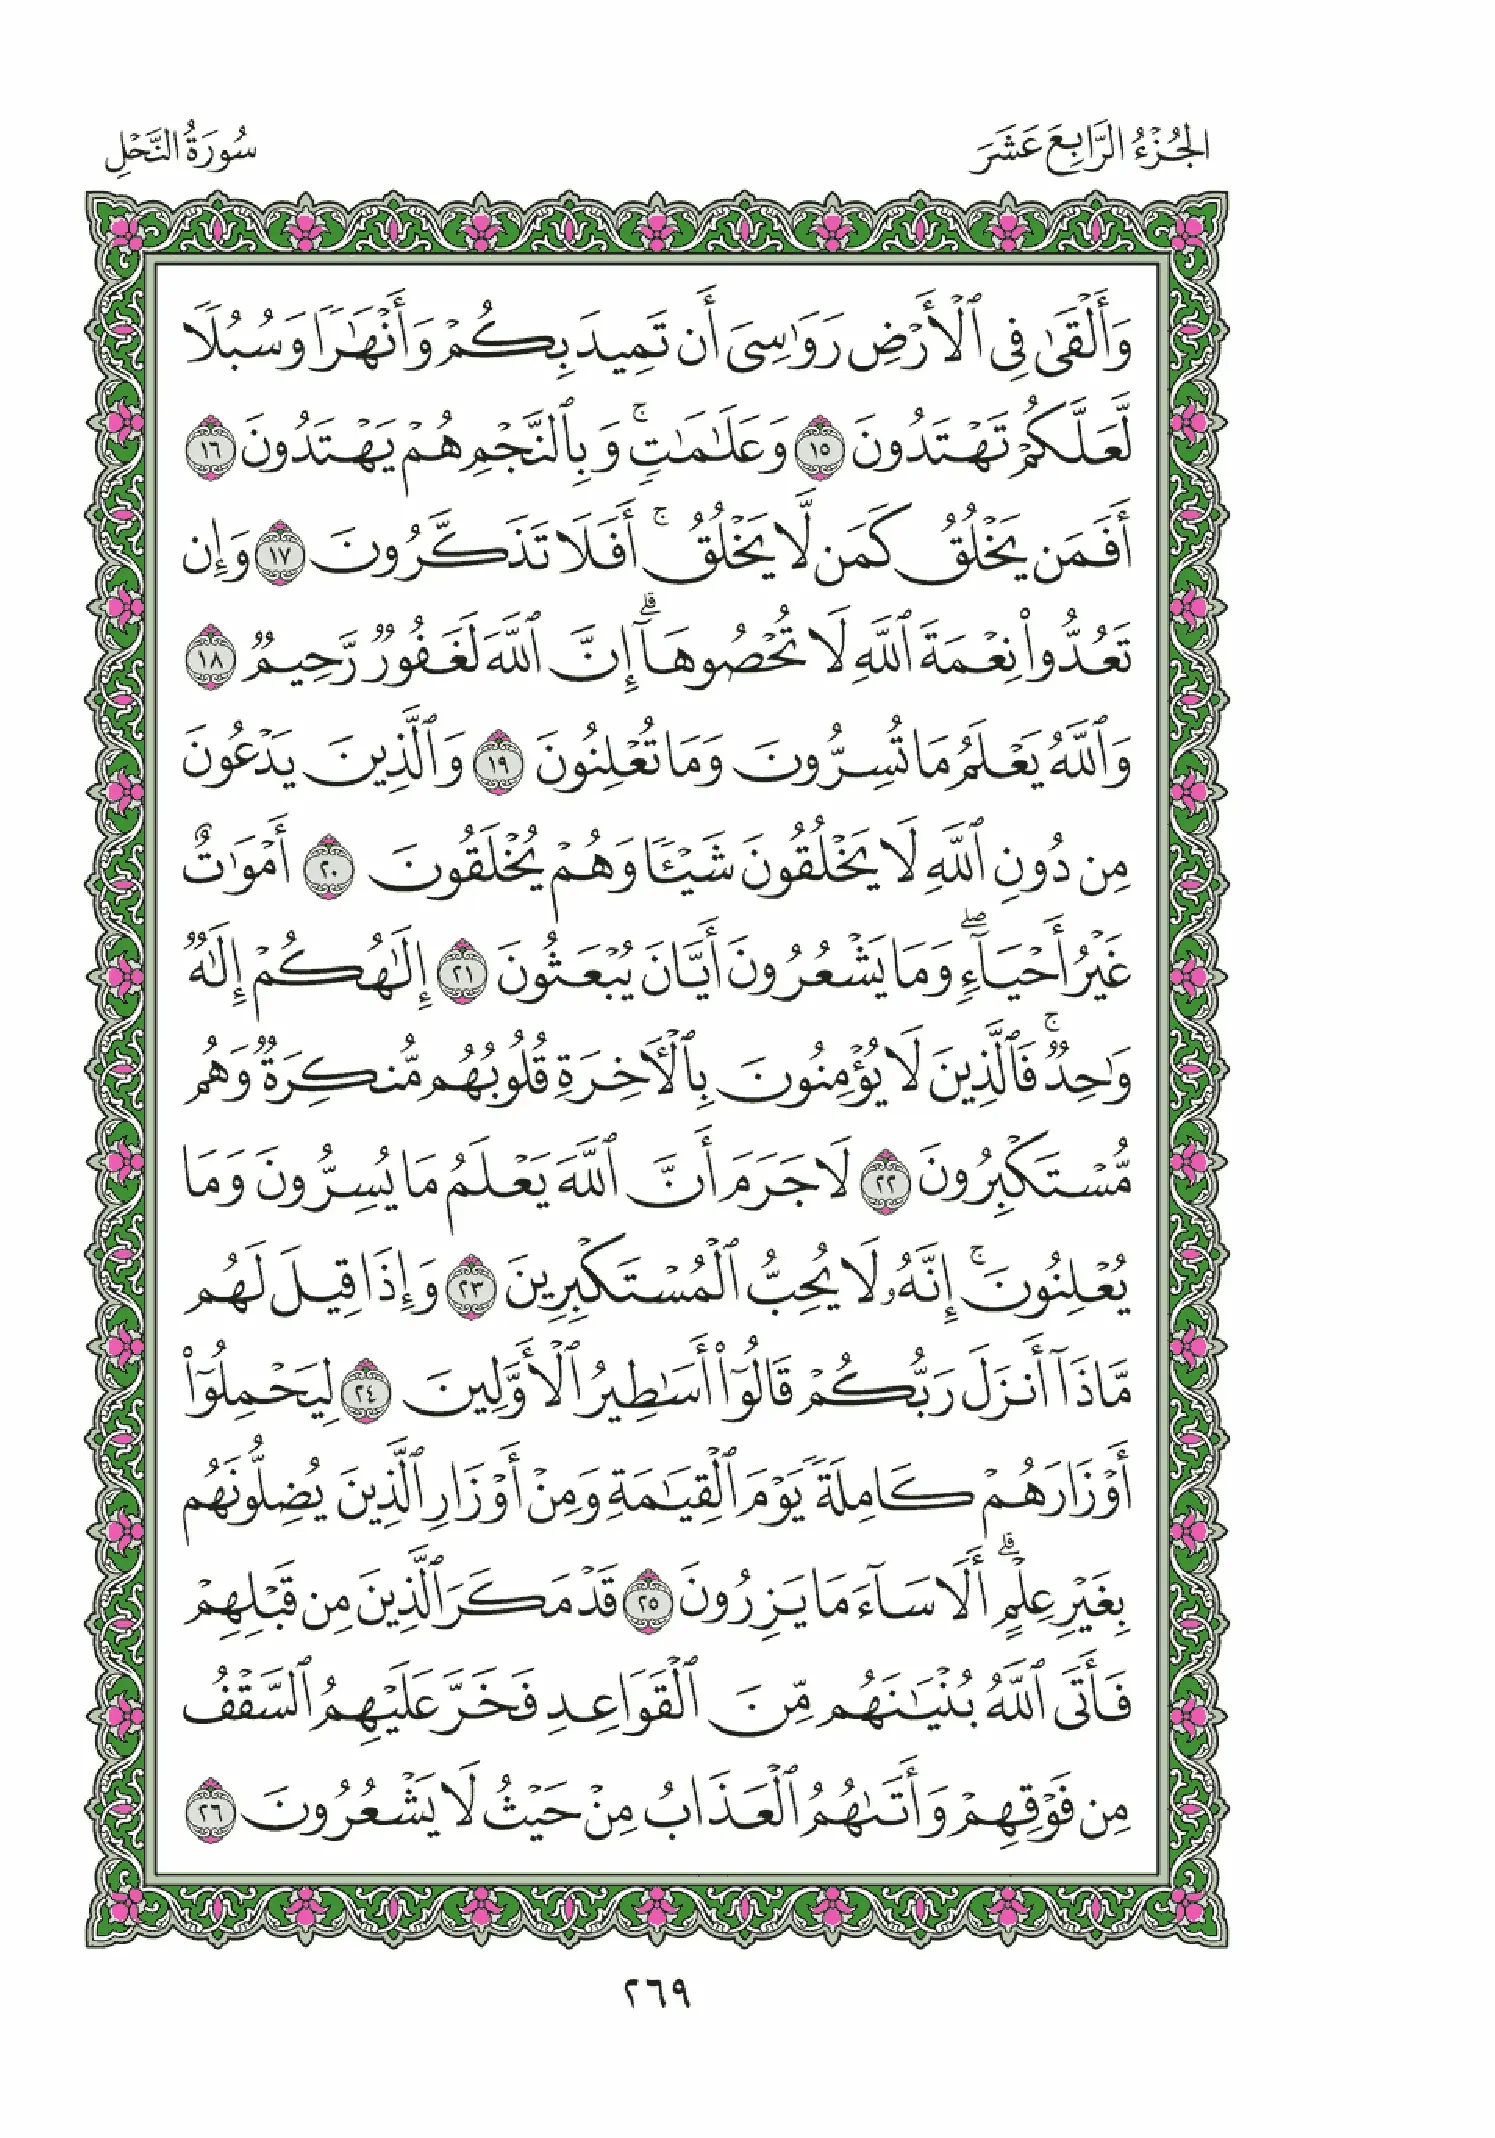 الجُزْءُ الرَّابِعَ عَشَرَ
سُورَةُ النَّحْلِ
وَأَلْقَىٰ فِى ٱلْأَرْضِ رَوَٰسِىَ أَن تَمِيدَ بِكُمْ وَأَنْهَٰرًا وَسُبُلًا
لَّعَلَّكُمْ تَهْتَدُونَ ١٥ وَعَلَٰمَٰتٍۚ وَبِٱلنَّجْمِ هُمْ يَهْتَدُونَ ١٦
أَفَمَن يَخْلُقُ كَمَن لَّا يَخْلُقُۚ أَفَلَا تَذَكَّرُونَ ١٧ وَإِن
تَعُدُّوا۟ نِعْمَةَ ٱللَّهِ لَا تُحْصُوهَآۗ إِنَّ ٱللَّهَ لَغَفُورٌ رَّحِيمٌ ١٨
وَٱللَّهُ يَعْلَمُ مَا تُسِرُّونَ وَمَا تُعْلِنُونَ ١٩ وَٱلَّذِينَ يَدْعُونَ
مِن دُونِ ٱللَّهِ لَا يَخْلُقُونَ شَيْـًٔا وَهُمْ يُخْلَقُونَ ٢٠ أَمْوَٰتٌ
غَيْرُ أَحْيَآءٍۖ وَمَا يَشْعُرُونَ أَيَّانَ يُبْعَثُونَ ٢١ إِلَٰهُكُمْ إِلَٰهٌ
وَٰحِدٌۚ فَٱلَّذِينَ لَا يُؤْمِنُونَ بِٱلْـَٔاخِرَةِ قُلُوبُهُم مُّنكِرَةٌ وَهُم
مُّسْتَكْبِرُونَ ٢٢ لَا جَرَمَ أَنَّ ٱللَّهَ يَعْلَمُ مَا يُسِرُّونَ وَمَا
يُعْلِنُونَۚ إِنَّهُۥ لَا يُحِبُّ ٱلْمُسْتَكْبِرِينَ ٢٣ وَإِذَا قِيلَ لَهُم
مَّاذَآ أَنزَلَ رَبُّكُمْ قَالُوٓا۟ أَسَٰطِيرُ ٱلْأَوَّلِينَ ٢٤ لِيَحْمِلُوٓا۟
أَوْزَارَهُمْ كَامِلَةً يَوْمَ ٱلْقِيَٰمَةِ وَمِنْ أَوْزَارِ ٱلَّذِينَ يُضِلُّونَهُم
بِغَيْرِ عِلْمٍۗ أَلَا سَآءَ مَا يَزِرُونَ ٢٥ قَدْ مَكَرَ ٱلَّذِينَ مِن قَبْلِهِمْ
فَأَتَى ٱللَّهُ بُنْيَٰنَهُم مِّنَ ٱلْقَوَاعِدِ فَخَرَّ عَلَيْهِمُ ٱلسَّقْفُ
مِن فَوْقِهِمْ وَأَتَىٰهُمُ ٱلْعَذَابُ مِنْ حَيْثُ لَا يَشْعُرُونَ ٢٦
٢٦٩